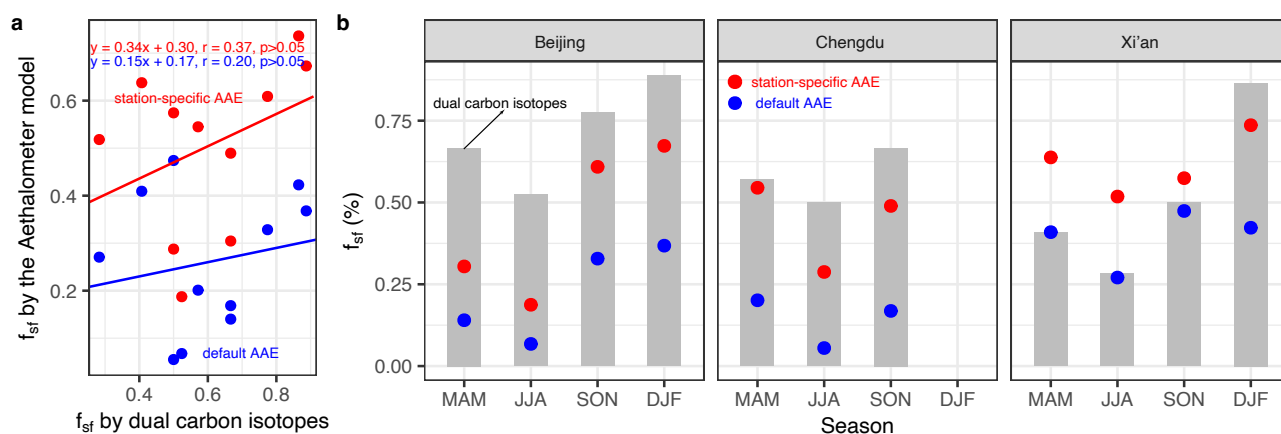 a
y = 0.34x + 0.30, r = 0.37, p>0.05
y = 0.15x + 0.17, r = 0.20, p>0.05
station-specific AAE
default AAE
f_sf by the Aethalometer model
0.6
0.4
0.2
0.4 0.6 0.8
f_sf by dual carbon isotopes
b
Beijing Chengdu Xi'an
dual carbon isotopes
station-specific AAE
default AAE
f_sf (%)
0.75
0.50
0.25
0.00
MAM JJA SON DJF MAM JJA SON DJF MAM JJA SON DJF
Season